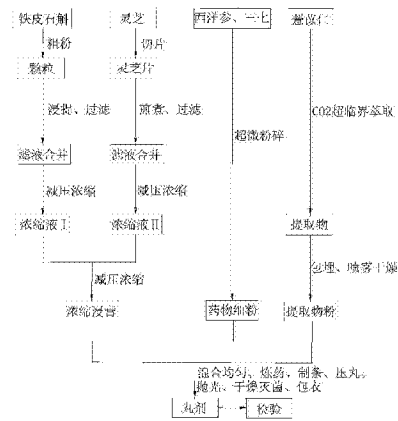 铁皮石斛 灵芝 西洋参、三七 薏苡仁
粗粉 切片
颗粒 灵芝片
浸提、过滤 煎煮、过滤 超微粉碎 CO2超临界萃取
滤液合并 滤液合并
减压浓缩 减压浓缩
浓缩液Ⅰ 浓缩液Ⅱ 提取物
减压浓缩 包埋、喷雾干燥
浓缩浸膏 药物细粉 提取物粉
混合均匀、炼药、制条、压丸、
抛光、干燥灭菌、包衣
丸剂 检验